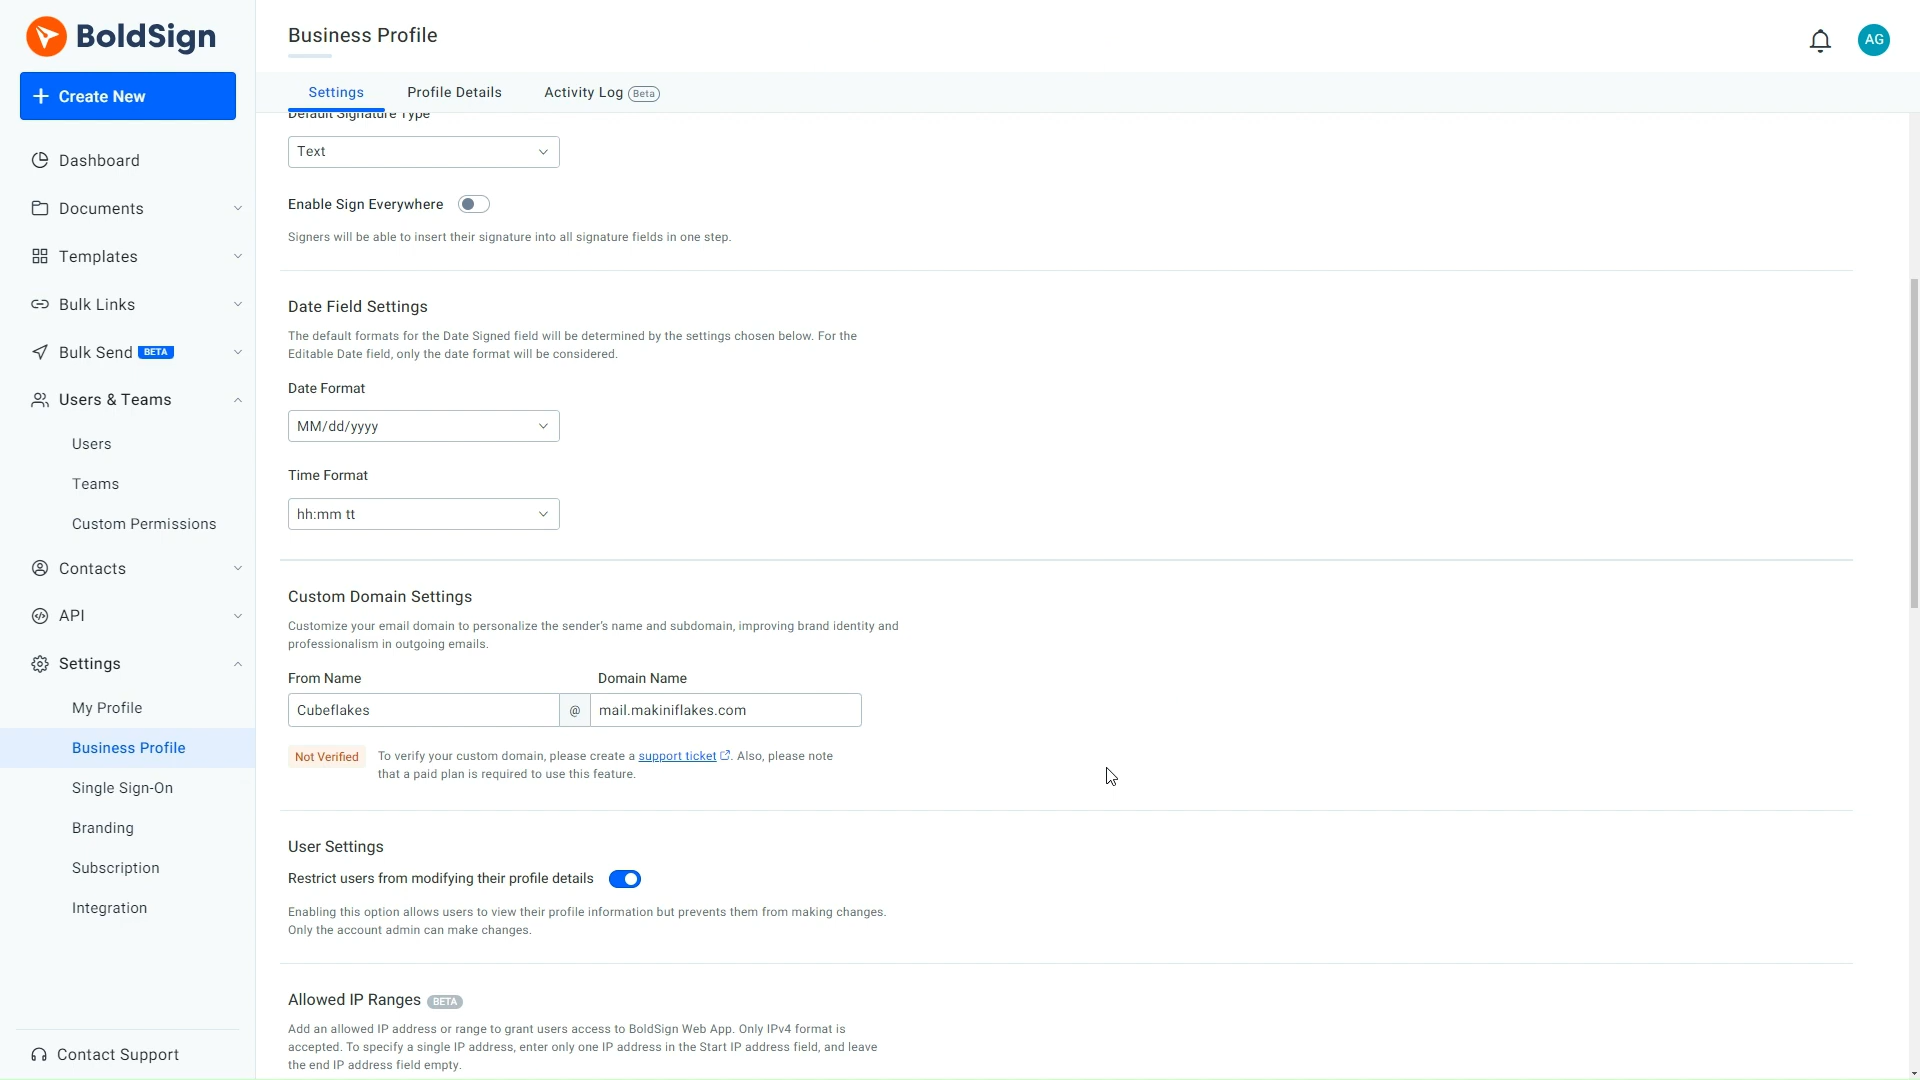 BoldSign
Business Profile
AG
Create New
Settings
Profile Details
Activity Log Beta
Default Signature Type
Text
Dashboard
Enable Sign Everywhere
Documents
Signers will be able to insert their signature into all signature fields in one step.
Templates
Date Field Settings
Bulk Links
The default formats for the Date Signed field will be determined by the settings chosen below. For the
Editable Date field, only the date format will be considered.
Bulk Send BETA
Date Format
Users & Teams
MM/dd/yyyy
Users
Time Format
Teams
hh:mm tt
Custom Permissions
Contacts
Custom Domain Settings
API
Customize your email domain to personalize the sender's name and subdomain, improving brand identity and
professionalism in outgoing emails.
Settings
From Name
Domain Name
My Profile
Cubeflakes
@
mail.makiniflakes.com
Business Profile
Not Verified
To verify your custom domain, please create a support ticket. Also, please note
that a paid plan is required to use this feature.
Single Sign-On
Branding
User Settings
Subscription
Restrict users from modifying their profile details
Integration
Enabling this option allows users to view their profile information but prevents them from making changes.
Only the account admin can make changes.
Allowed IP Ranges BETA
Add an allowed IP address or range to grant users access to BoldSign Web App. Only IPv4 format is
accepted. To specify a single IP address, enter only one IP address in the Start IP address field, and leave
the end IP address field empty.
Contact Support